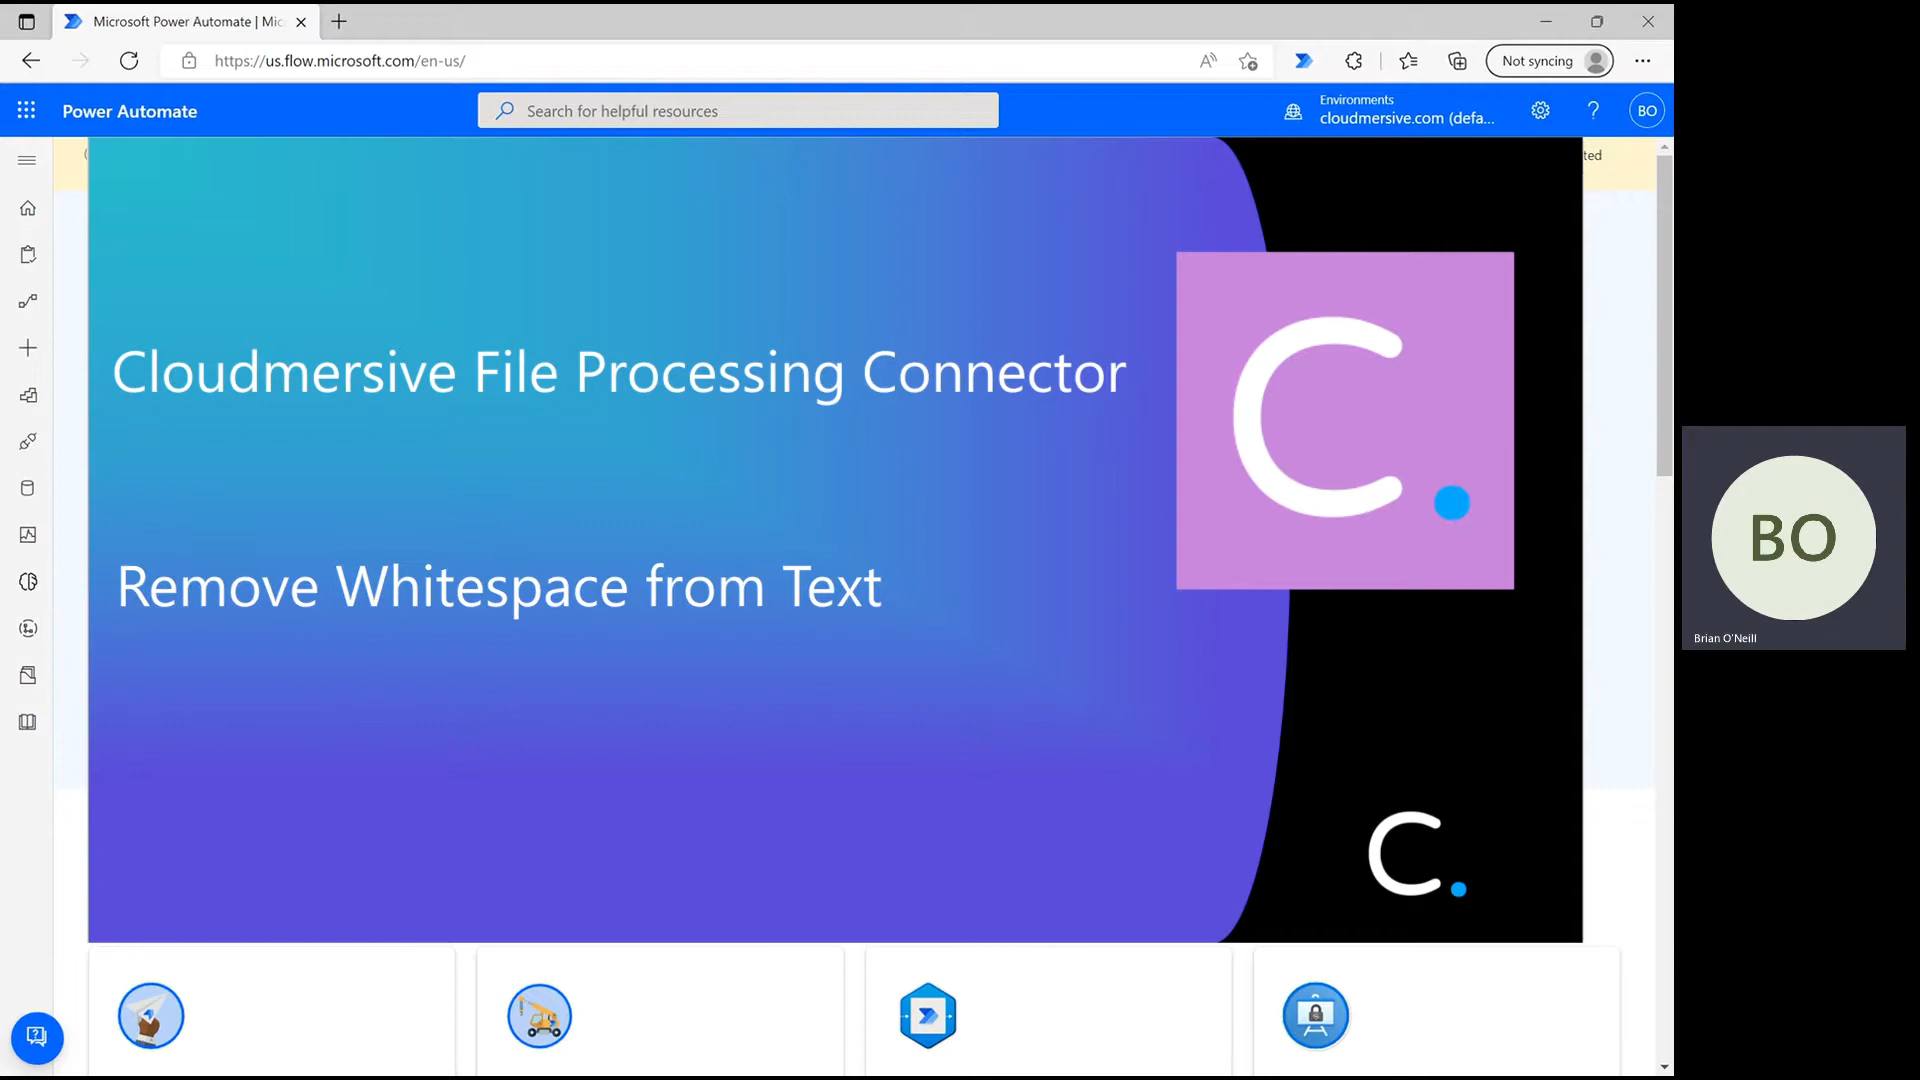 Microsoft Power Automate | Mic
https://us.flow.microsoft.com/en-us/
Not syncing
Power Automate
Search for helpful resources
Environments
cloudmersive.com (defa...
?
BO
ted
Cloudmersive File Processing Connector
C.
Remove Whitespace from Text
C.
BO
Brian O'Neill